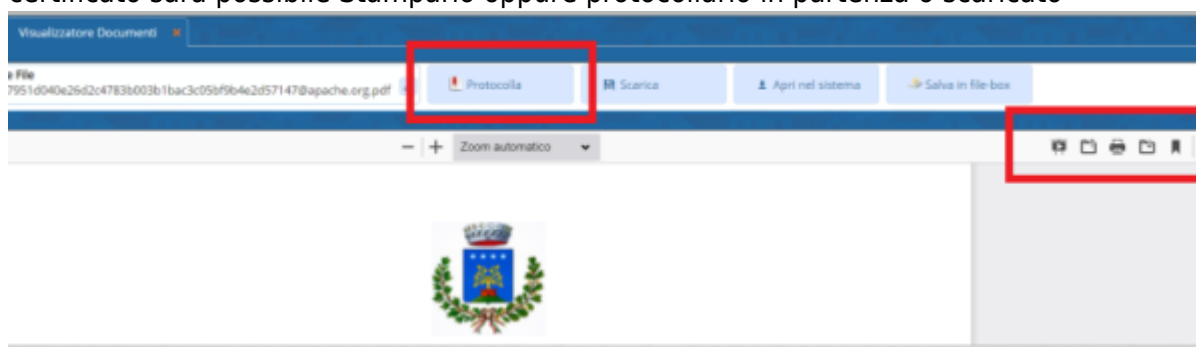 certificato sarà possibile Stamparlo oppure protocollarlo in partenza o scaricato
Visualizzatore Documenti
e File
7951d040e26d2c4783b003b1bac3c05bf9b4e2d57147@apache.org.pdf
Protocolla
Scarica
Apri nel sistema
Salva in file-box
Zoom automatico